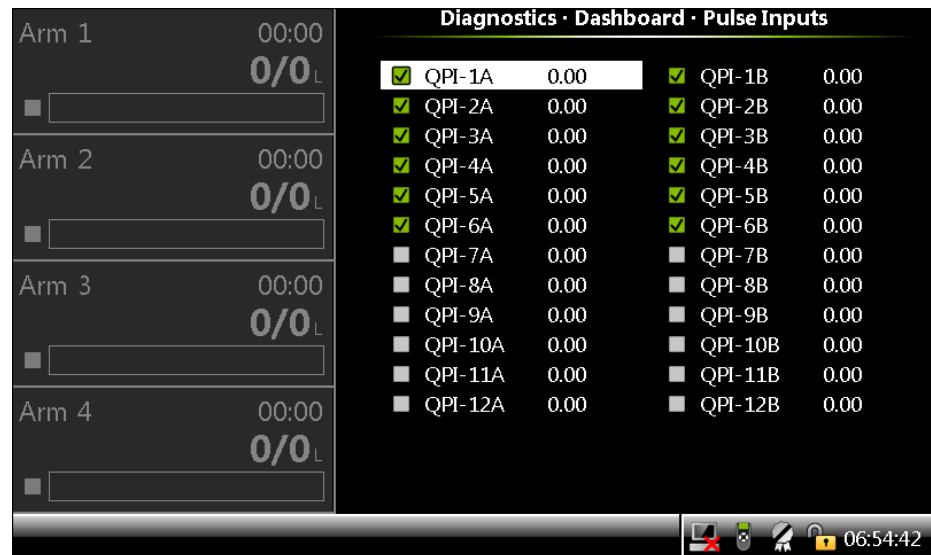 Diagnostics · Dashboard · Pulse Inputs
Arm 1 00:00
0/0 L
Arm 2 00:00
0/0 L
Arm 3 00:00
0/0 L
Arm 4 00:00
0/0 L
QPI-1A 0.00 QPI-1B 0.00
QPI-2A 0.00 QPI-2B 0.00
QPI-3A 0.00 QPI-3B 0.00
QPI-4A 0.00 QPI-4B 0.00
QPI-5A 0.00 QPI-5B 0.00
QPI-6A 0.00 QPI-6B 0.00
QPI-7A 0.00 QPI-7B 0.00
QPI-8A 0.00 QPI-8B 0.00
QPI-9A 0.00 QPI-9B 0.00
QPI-10A 0.00 QPI-10B 0.00
QPI-11A 0.00 QPI-11B 0.00
QPI-12A 0.00 QPI-12B 0.00
06:54:42